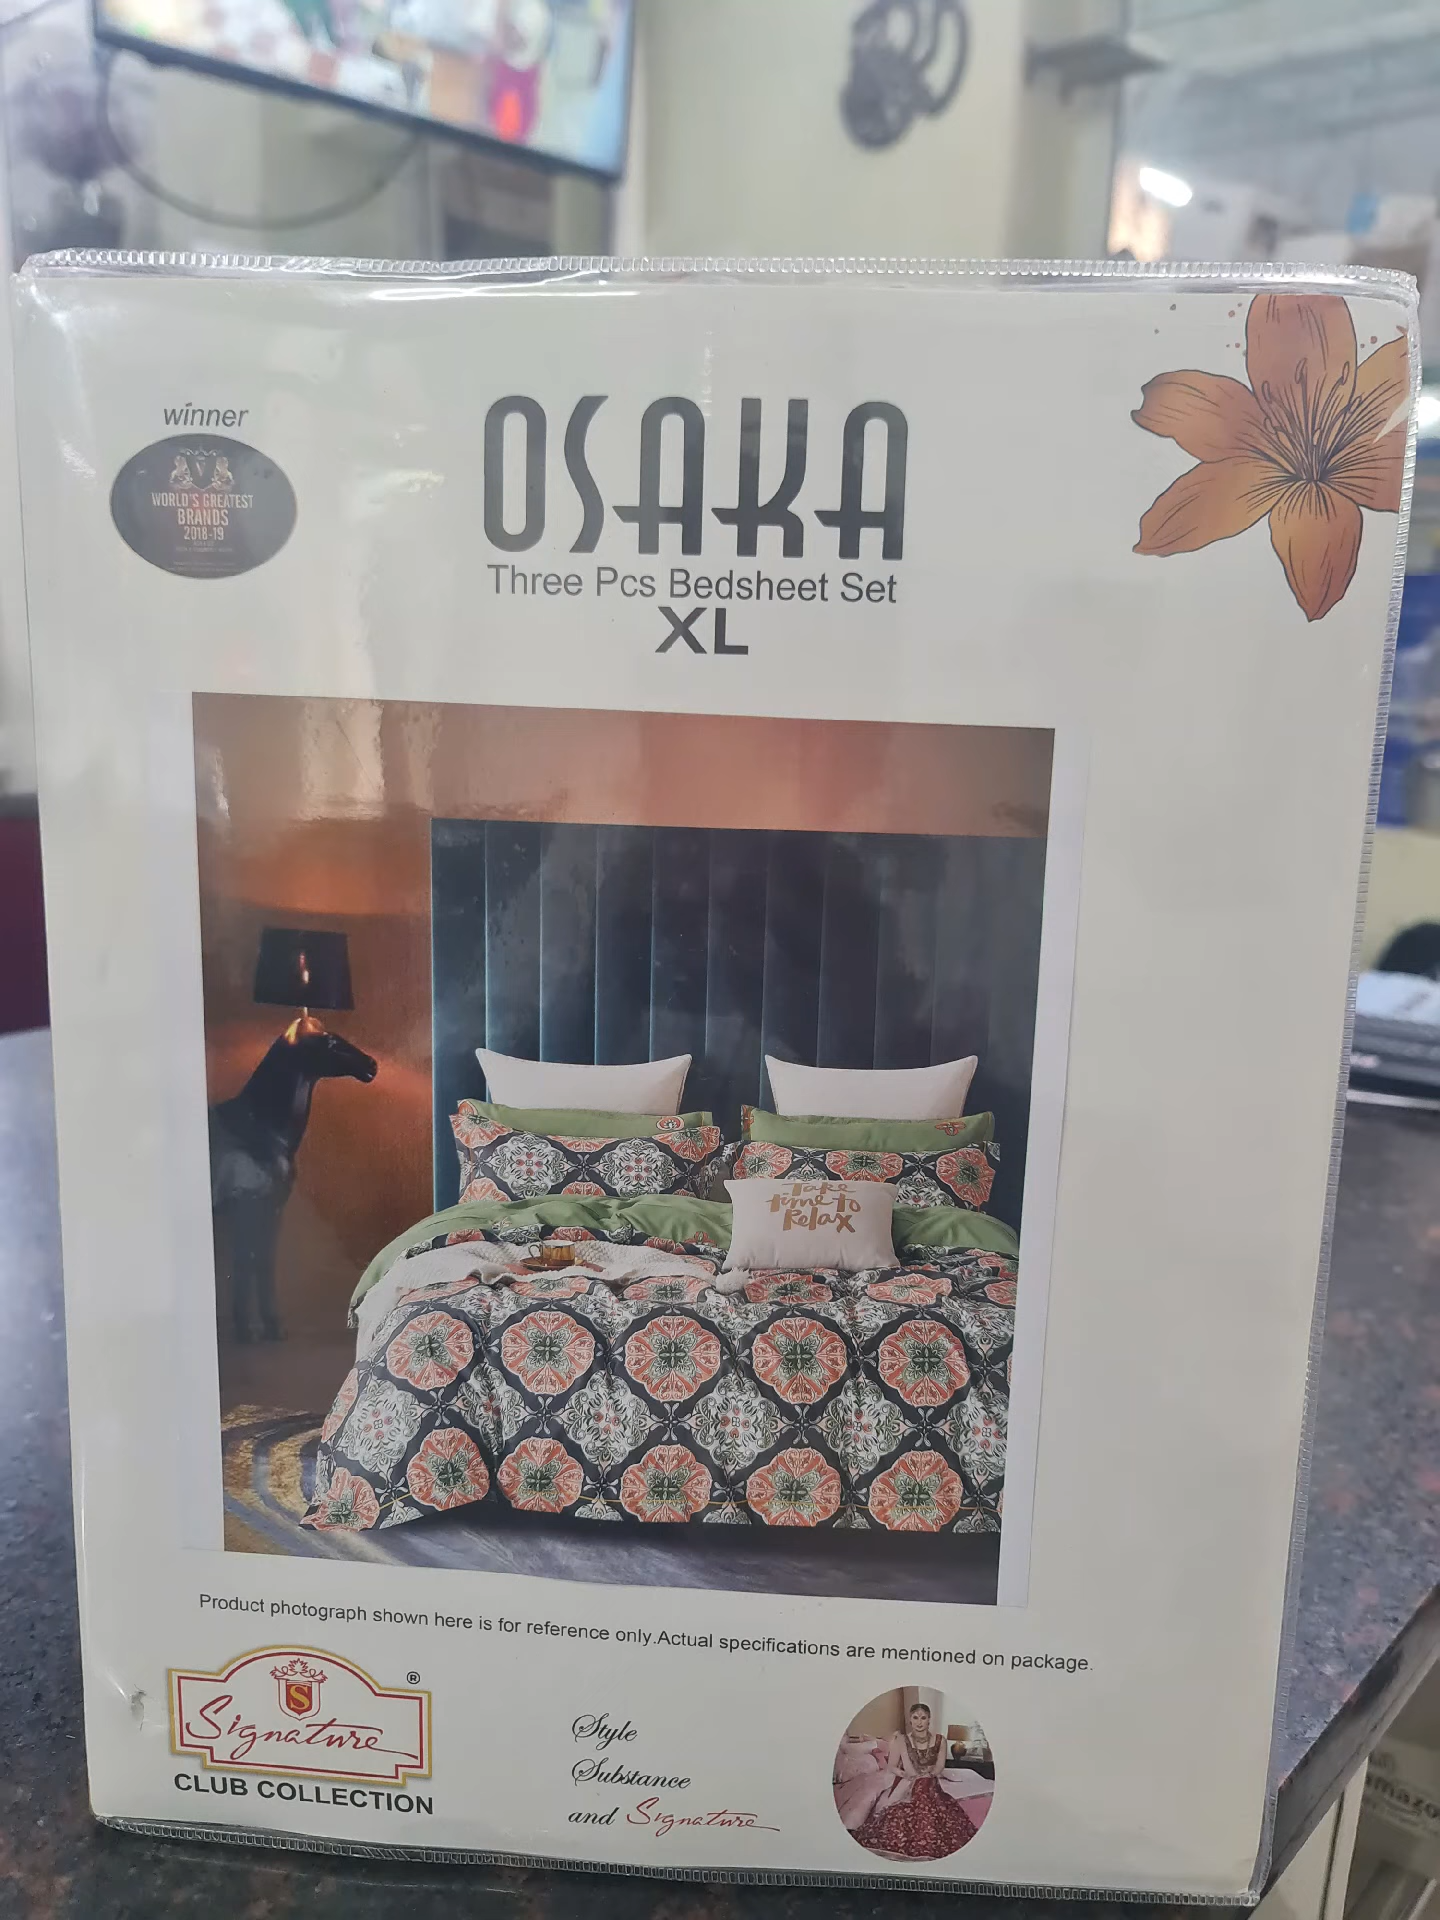 winner
WORLD'S GREATEST
BRANDS
2018-19
OSAKA
Three Pcs Bedsheet Set
XL
Take
time to
Relax
Product photograph shown here is for reference only.Actual specifications are mentioned on package.
S
®
Signature
CLUB COLLECTION
Style
Substance
and Signature